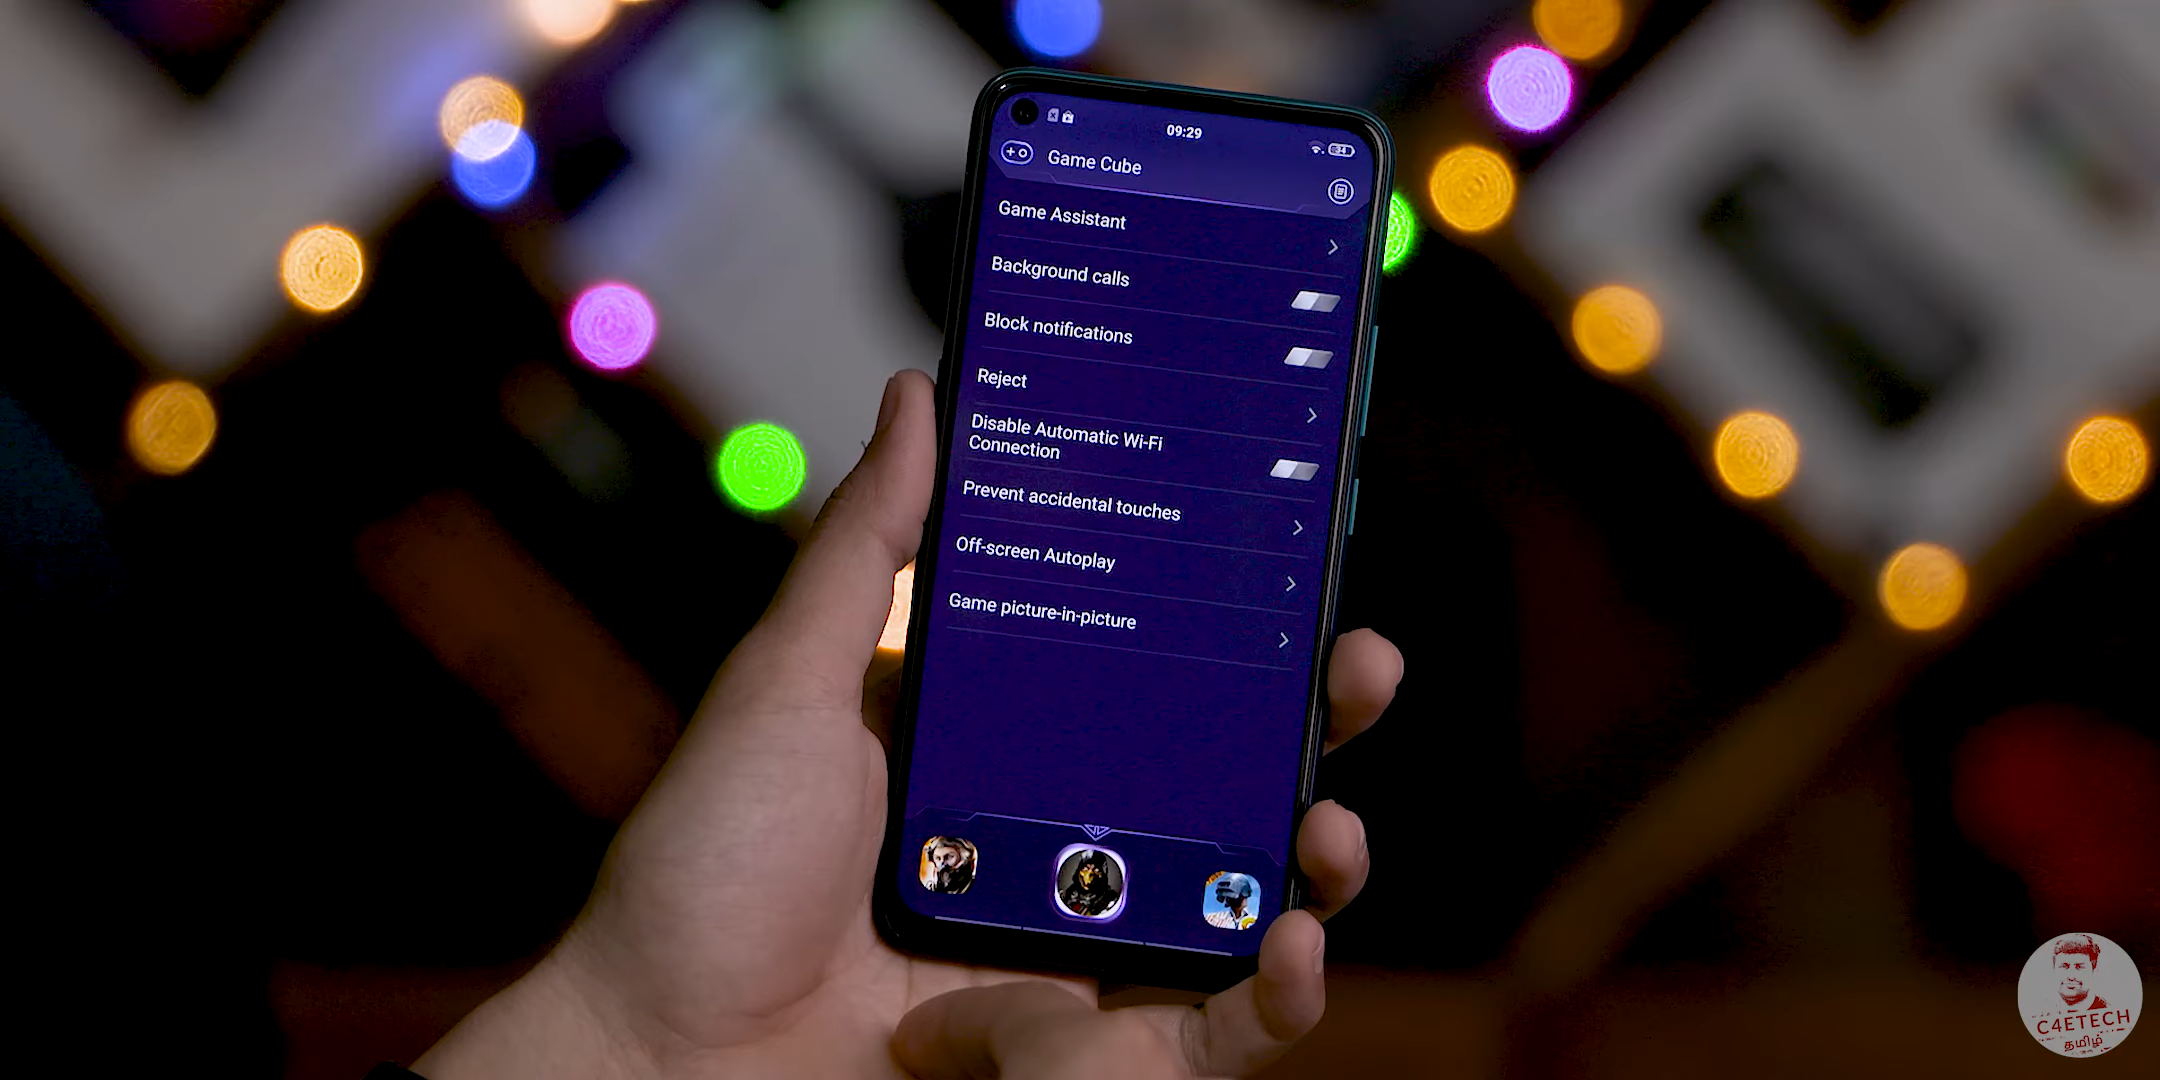 09:29
34
Game Cube
Game Assistant
Background calls
Block notifications
Reject
Disable Automatic Wi-Fi
Connection
Prevent accidental touches
Off-screen Autoplay
Game picture-in-picture
C4ETECH
தமிழ்